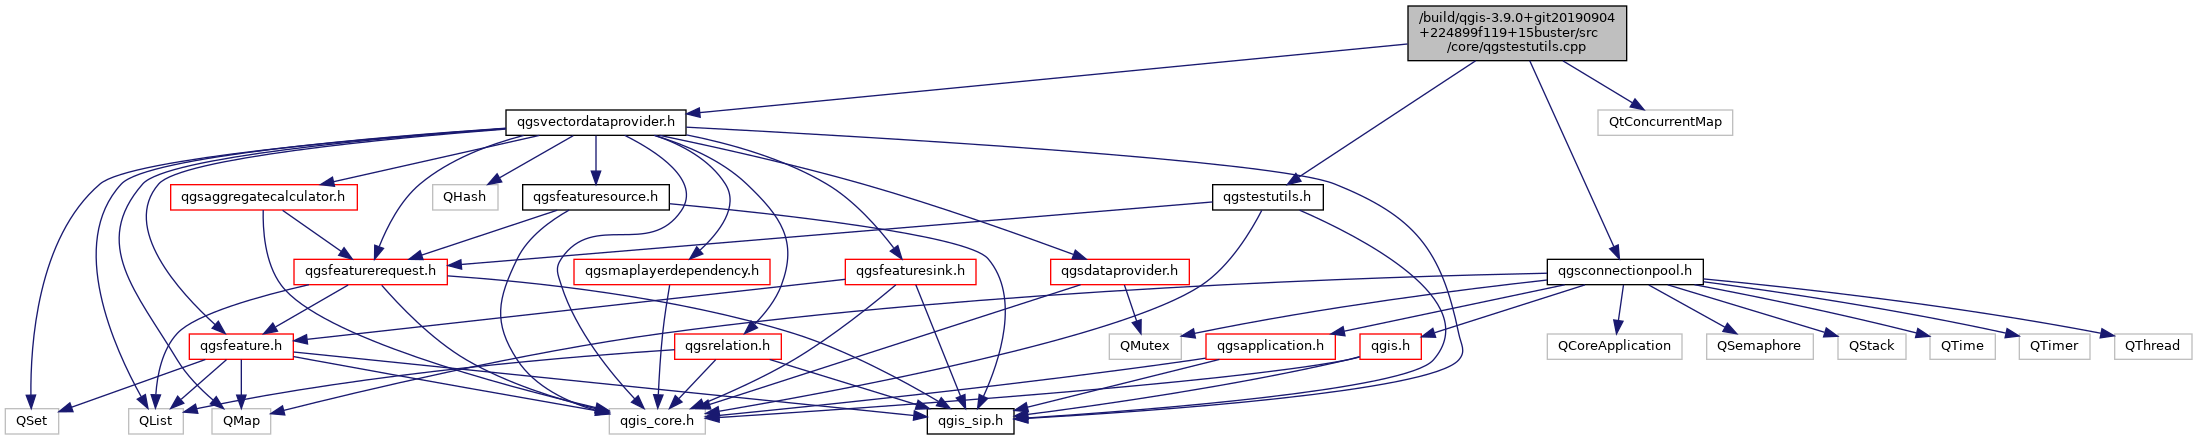 /build/qgis-3.9.0+git20190904
+224899f119+15buster/src
/core/qgstestutils.cpp
qgsvectordataprovider.h
QtConcurrentMap
qgsaggregatecalculator.h
QHash
qgsfeaturesource.h
qgstestutils.h
qgsfeaturerequest.h
qgsmaplayerdependency.h
qgsfeaturesink.h
qgsdataprovider.h
qgsconnectionpool.h
qgsfeature.h
qgsrelation.h
QMutex
qgsapplication.h
qgis.h
QCoreApplication
QSemaphore
QStack
QTime
QTimer
QThread
QSet
QList
QMap
qgis_core.h
qgis_sip.h